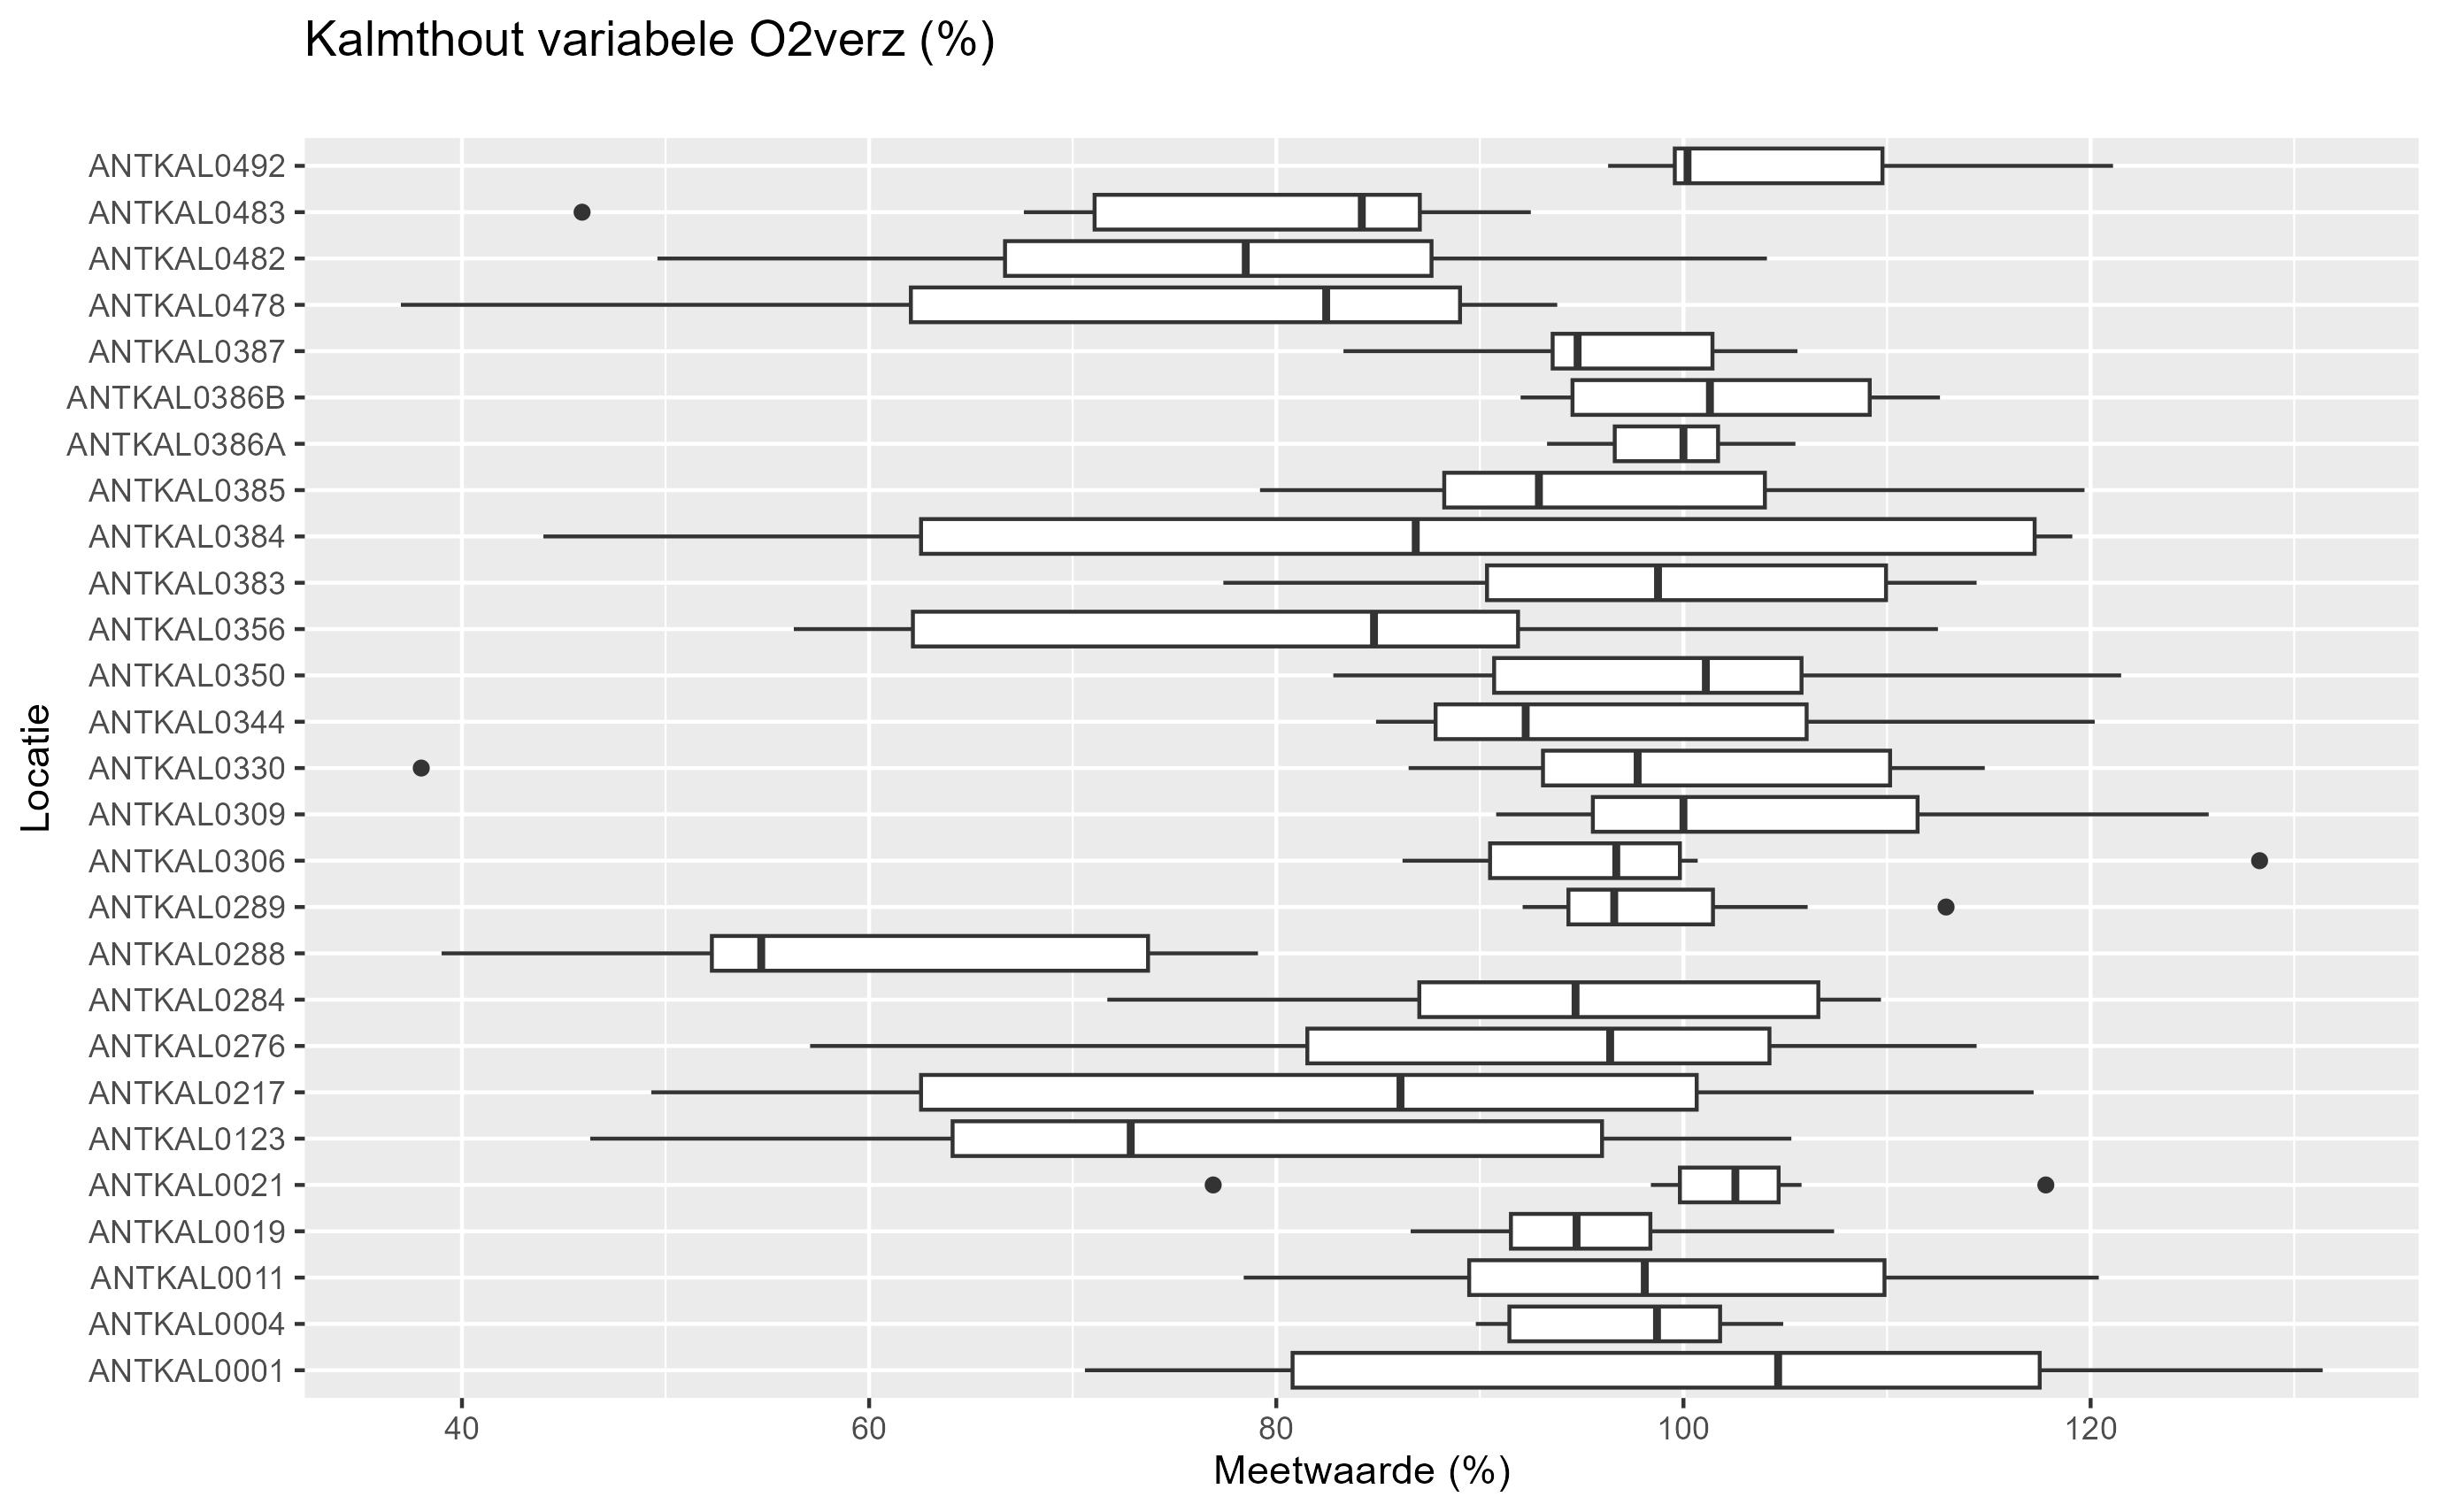 Kalmthout variabele O2verz (%)
ANTKAL0492
ANTKAL0483
ANTKAL0482
ANTKAL0478
ANTKAL0387
ANTKAL0386B
ANTKAL0386A
ANTKAL0385
ANTKAL0384
ANTKAL0383
ANTKAL0356
ANTKAL0350
ANTKAL0344
ANTKAL0330
ANTKAL0309
ANTKAL0306
ANTKAL0289
ANTKAL0288
ANTKAL0284
ANTKAL0276
ANTKAL0217
ANTKAL0123
ANTKAL0021
ANTKAL0019
ANTKAL0011
ANTKAL0004
ANTKAL0001
Locatie
40 60 80 100 120
Meetwaarde (%)